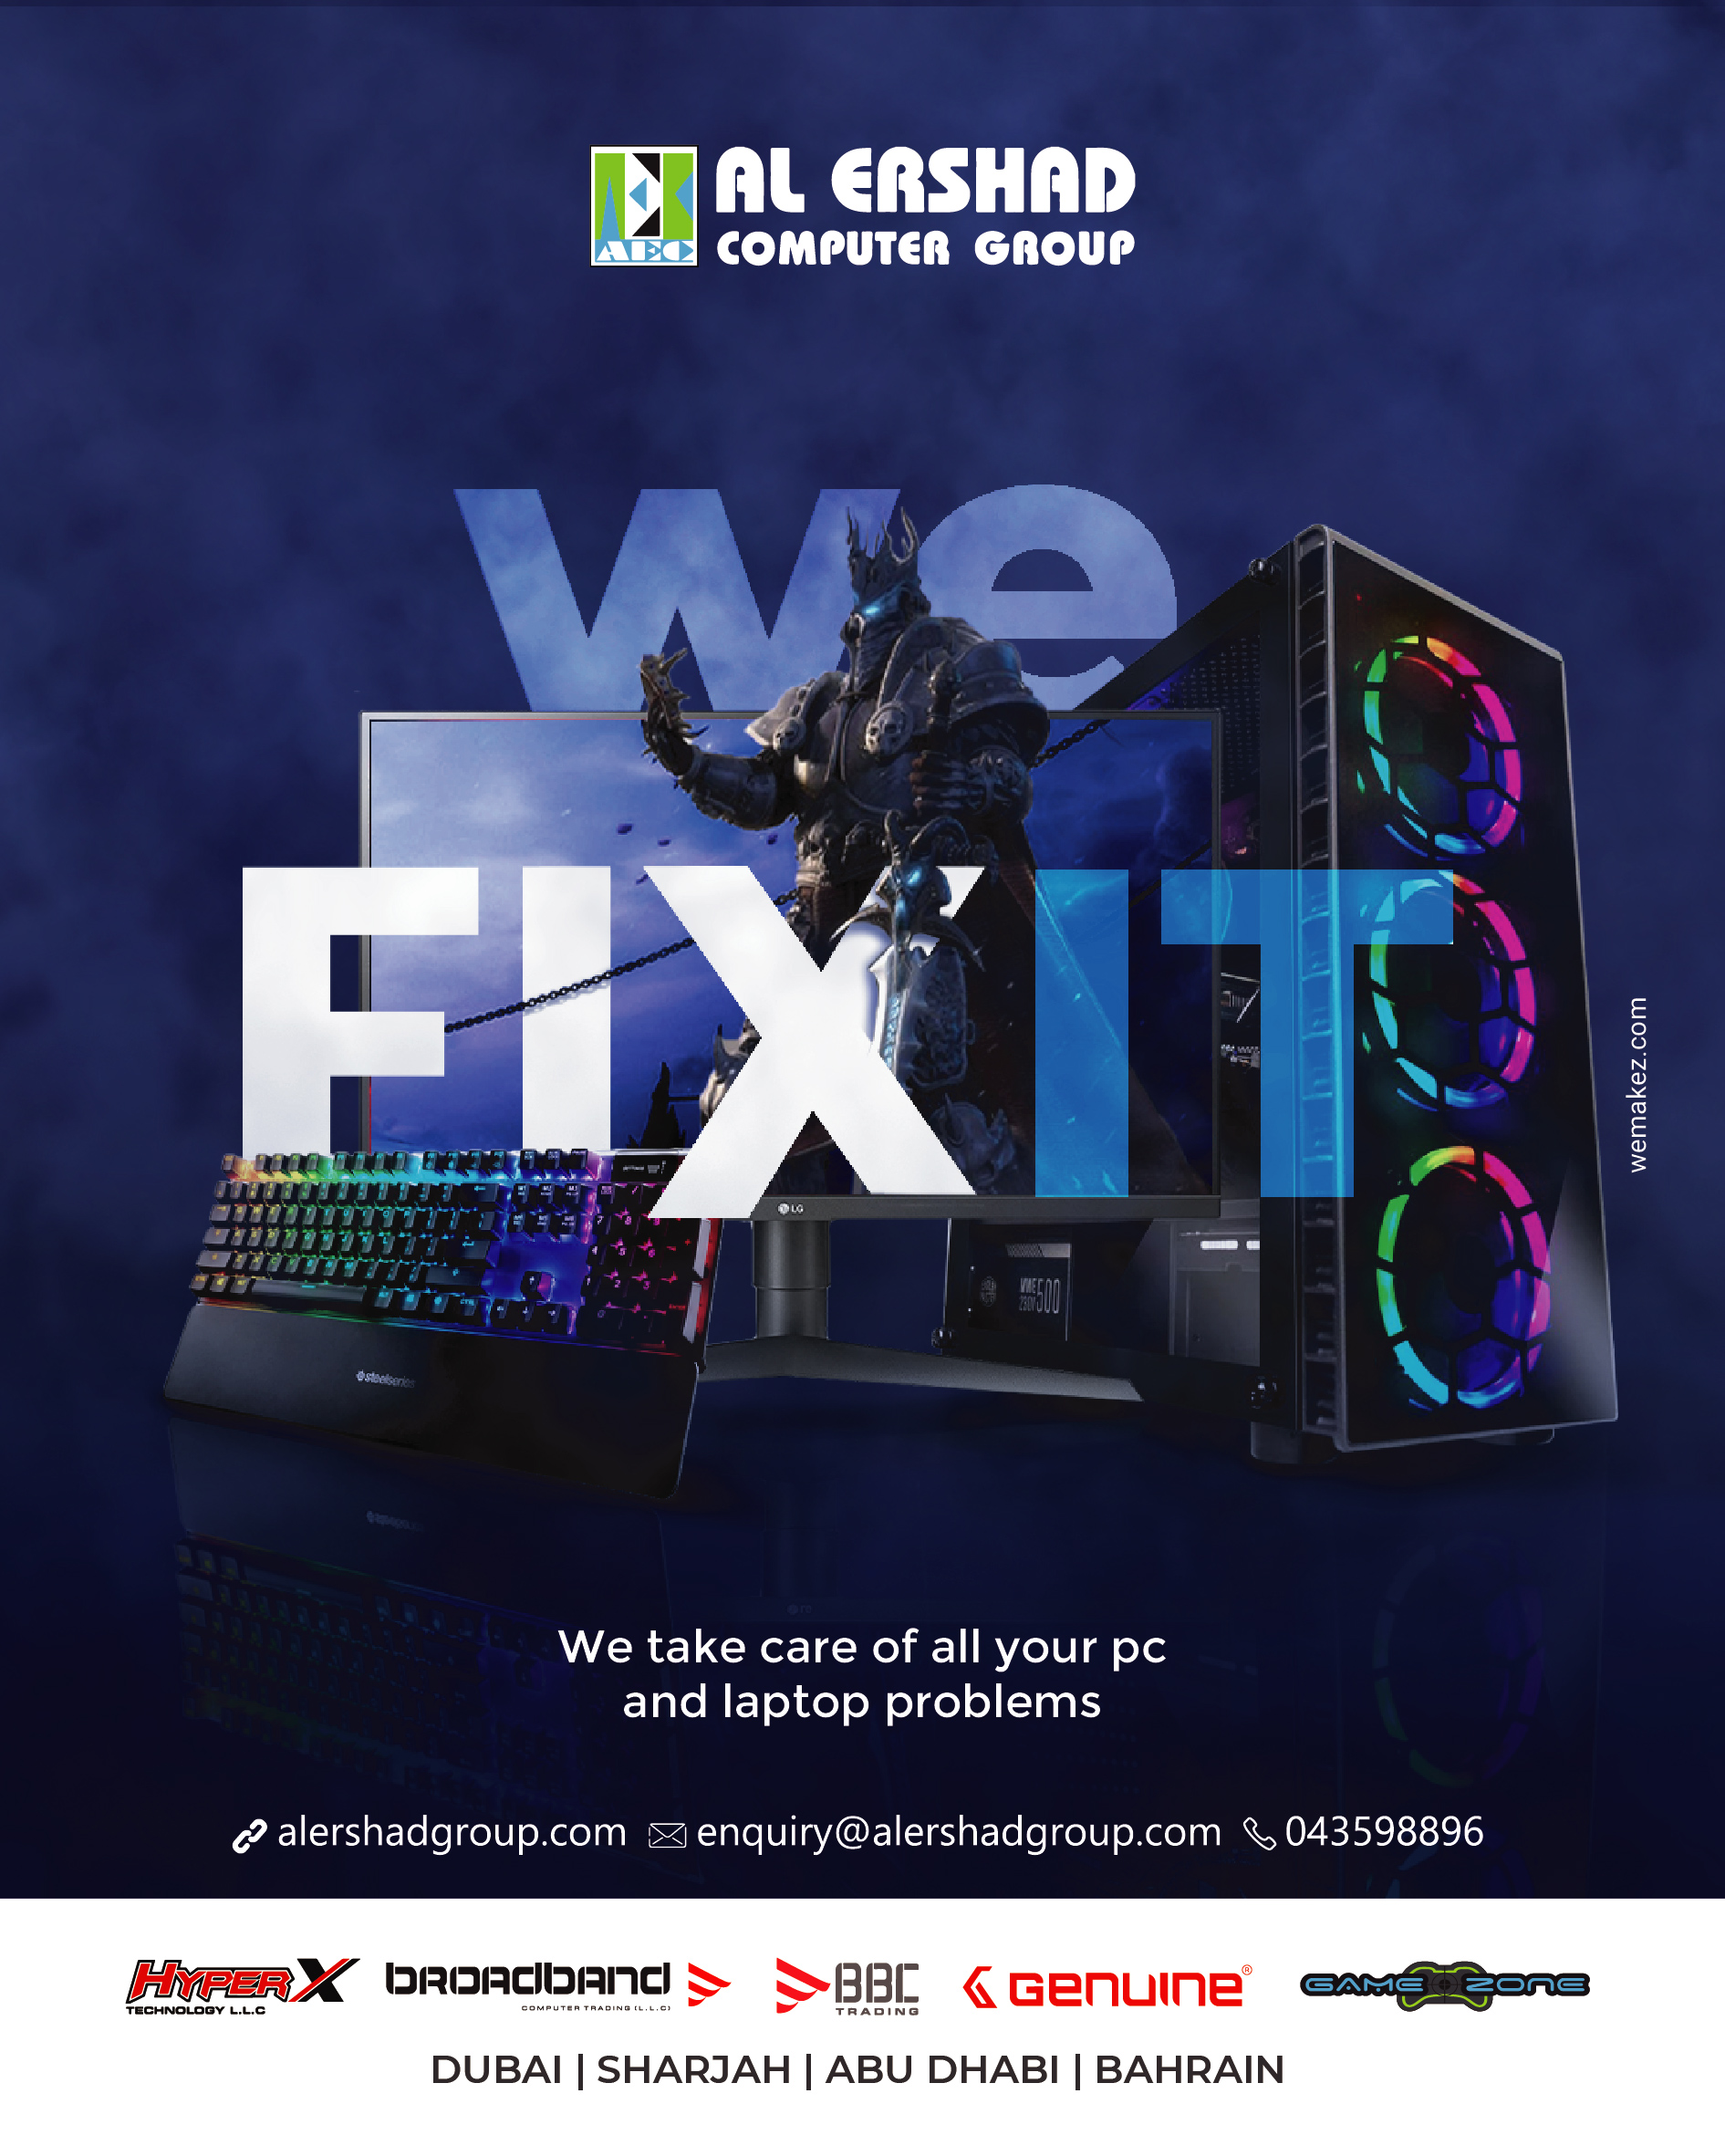 AEC
AL ERSHAD
COMPUTER GROUP
we
FIX IT
wemakez.com
LG
steelseries
MWE
500
We take care of all your pc
and laptop problems
alershadgroup.com enquiry@alershadgroup.com 043598896
HYPERX
TECHNOLOGY L.L.C
broadband
COMPUTER TRADING (L.L.C)
BBC
TRADING
GENUINE®
GAME ZONE
DUBAI | SHARJAH | ABU DHABI | BAHRAIN